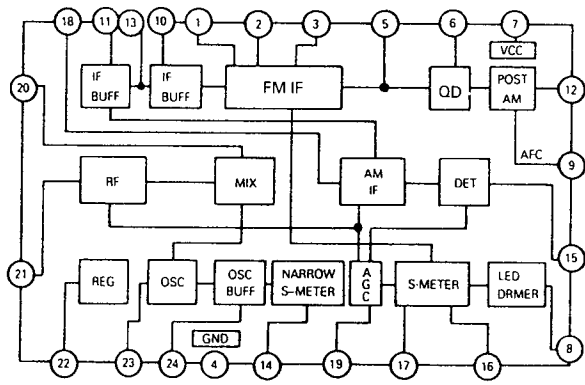 18 11 13 10 1 2 3 5 6 7
VCC
20
IF BUFF
IF BUFF
FM IF
QD
POST AM
12
AFC
9
RF
MIX
AM IF
DET
15
21
REG
OSC
OSC BUFF
NARROW S-METER
AGC
S-METER
LED DRMER
GND
8
22 23 24 4 14 19 17 16